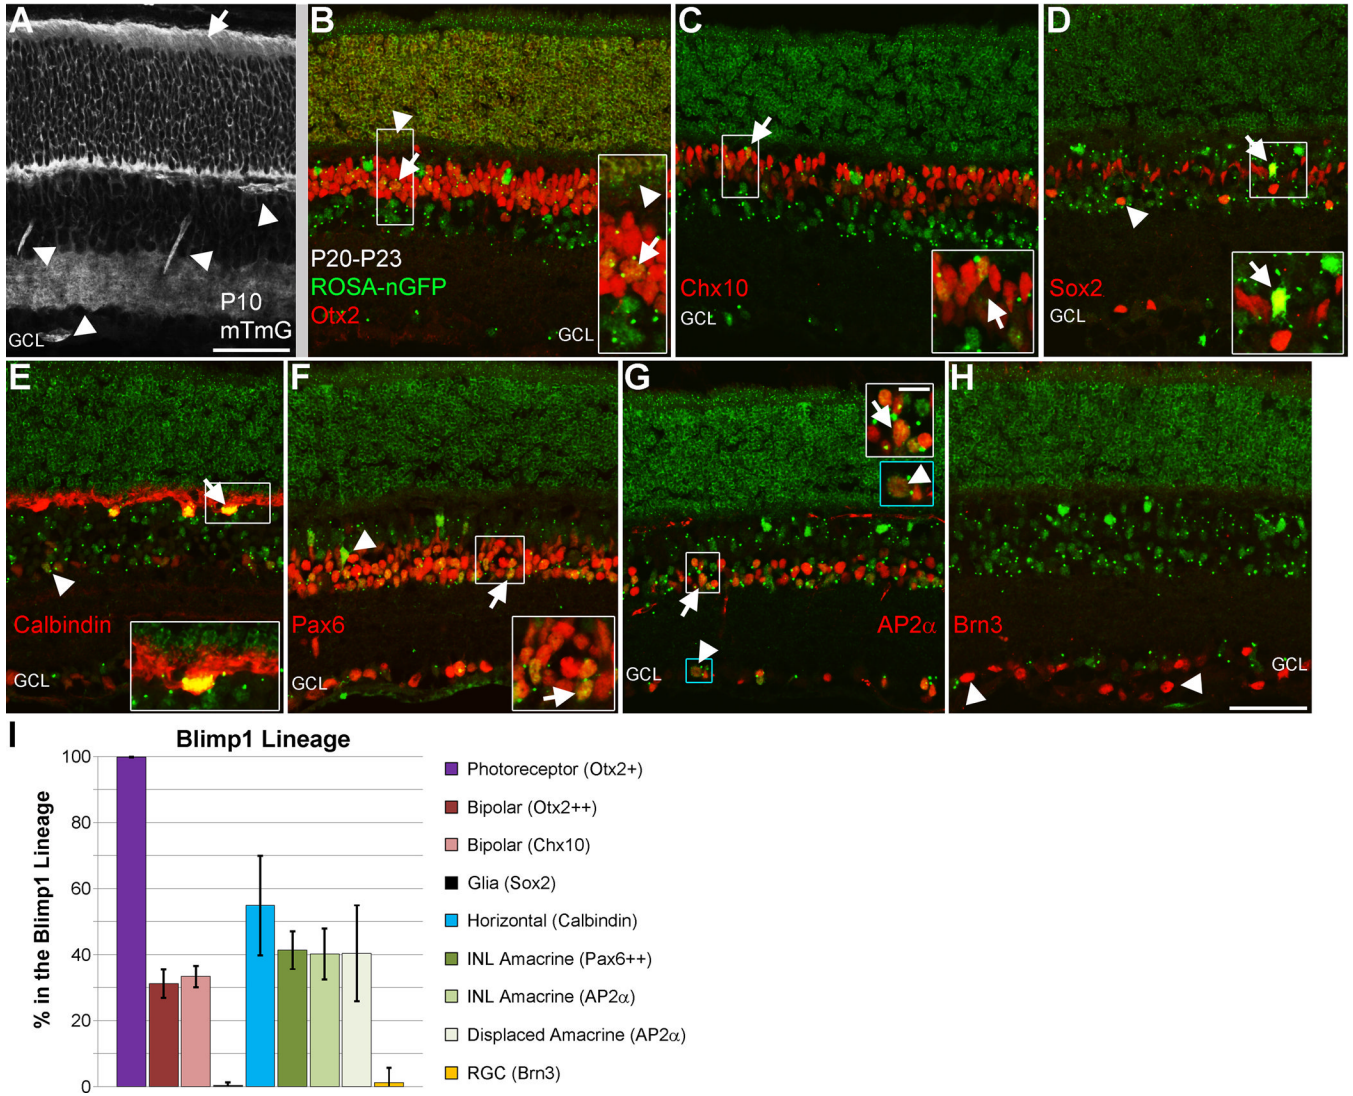 A
P10
mTmG
GCL
B
P20-P23
ROSA-nGFP
Otx2
GCL
C
Chx10
GCL
D
Sox2
GCL
E
Calbindin
GCL
F
Pax6
GCL
G
AP2α
GCL
H
Brn3
GCL
I
Blimp1 Lineage
% in the Blimp1 Lineage
100
80
60
40
20
0
Photoreceptor (Otx2+)
Bipolar (Otx2++)
Bipolar (Chx10)
Glia (Sox2)
Horizontal (Calbindin)
INL Amacrine (Pax6++)
INL Amacrine (AP2α)
Displaced Amacrine (AP2α)
RGC (Brn3)